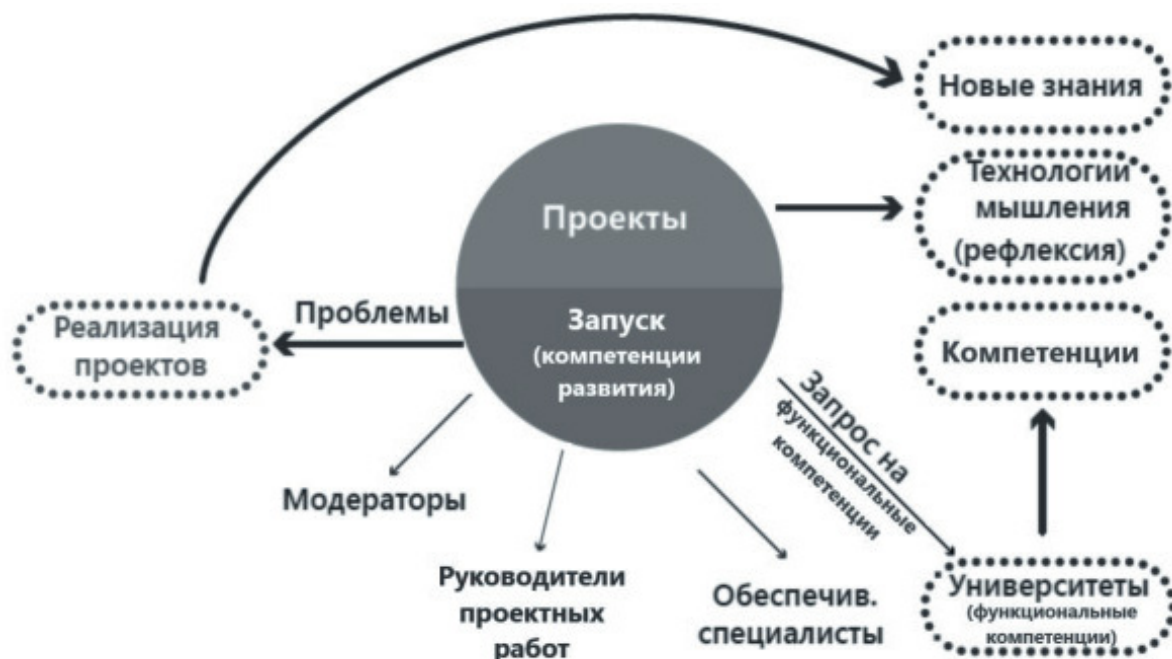 Новые знания
Технологии
мышления
(рефлексия)
Проекты
Проблемы
Запуск
(компетенции
развития)
Реализация
проектов
Компетенции
Запрос на
функциональные
компетенции
Модераторы
Руководители
проектных
работ
Обеспечив.
специалисты
Университеты
(функциональные
компетенции)